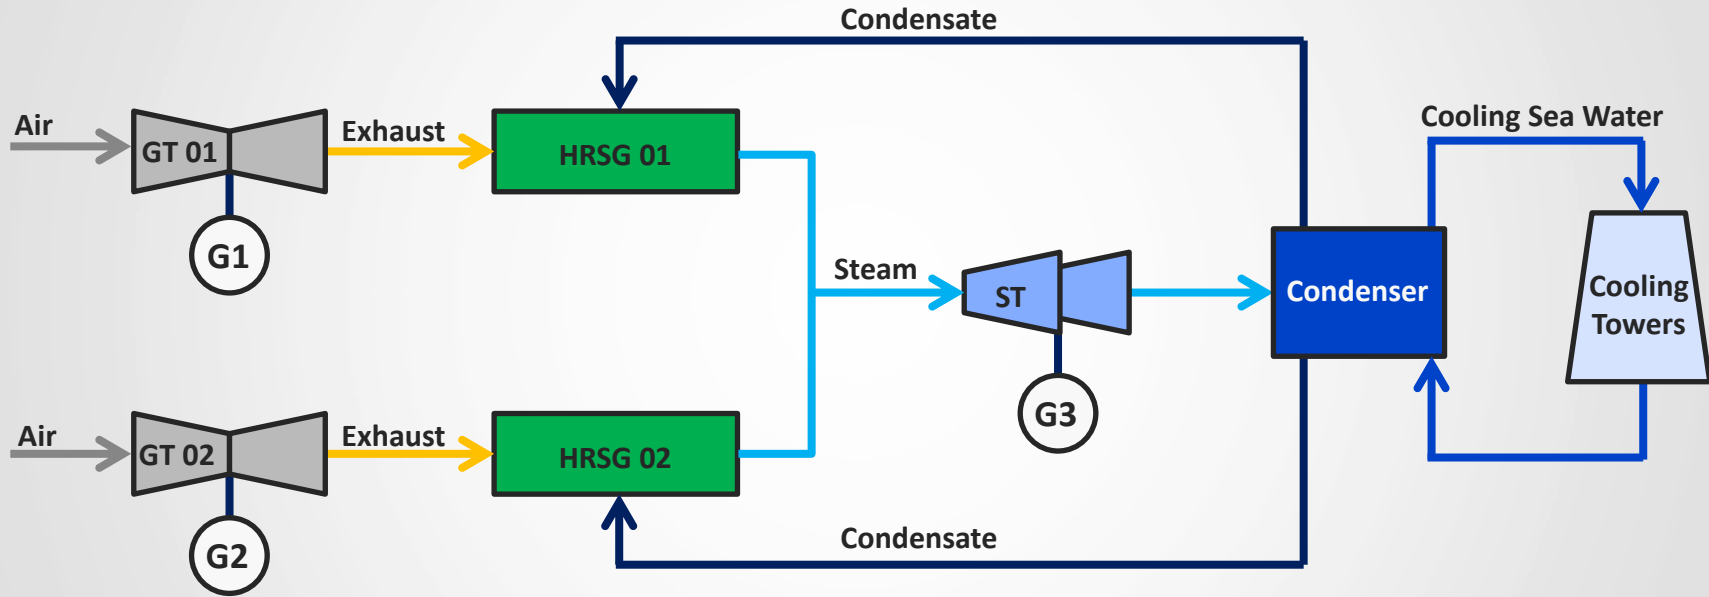 Condensate
Air
GT 01
Exhaust
HRSG 01
G1
Cooling Sea Water
Steam
ST
Condenser
Cooling
Towers
G3
Air
GT 02
Exhaust
HRSG 02
G2
Condensate